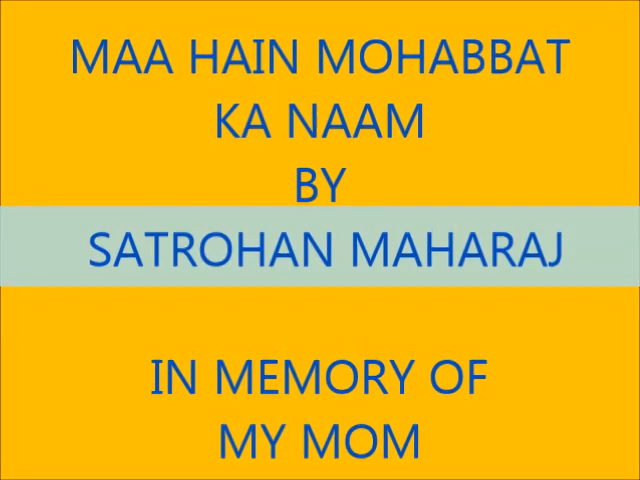 MAA HAIN MOHABBAT
KA NAAM
BY
SATROHAN MAHARAJ
IN MEMORY OF
MY MOM